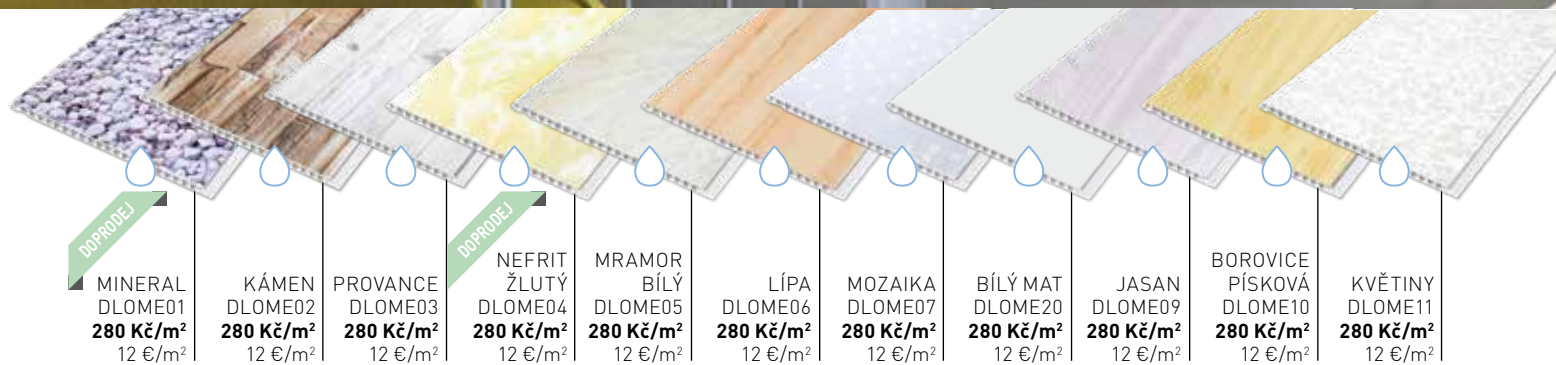 DOPRODEJ
MINERAL
DLOME01
280 Kč/m²
12 €/m²
KÁMEN
DLOME02
280 Kč/m²
12 €/m²
PROVANCE
DLOME03
280 Kč/m²
12 €/m²
DOPRODEJ
NEFRIT
ŽLUTÝ
DLOME04
280 Kč/m²
12 €/m²
MRAMOR
BÍLÝ
DLOME05
280 Kč/m²
12 €/m²
LÍPA
DLOME06
280 Kč/m²
12 €/m²
MOZAIKA
DLOME07
280 Kč/m²
12 €/m²
BÍLÝ MAT
DLOME20
280 Kč/m²
12 €/m²
JASAN
DLOME09
280 Kč/m²
12 €/m²
BOROVICE
PÍSKOVÁ
DLOME10
280 Kč/m²
12 €/m²
KVĚTINY
DLOME11
280 Kč/m²
12 €/m²